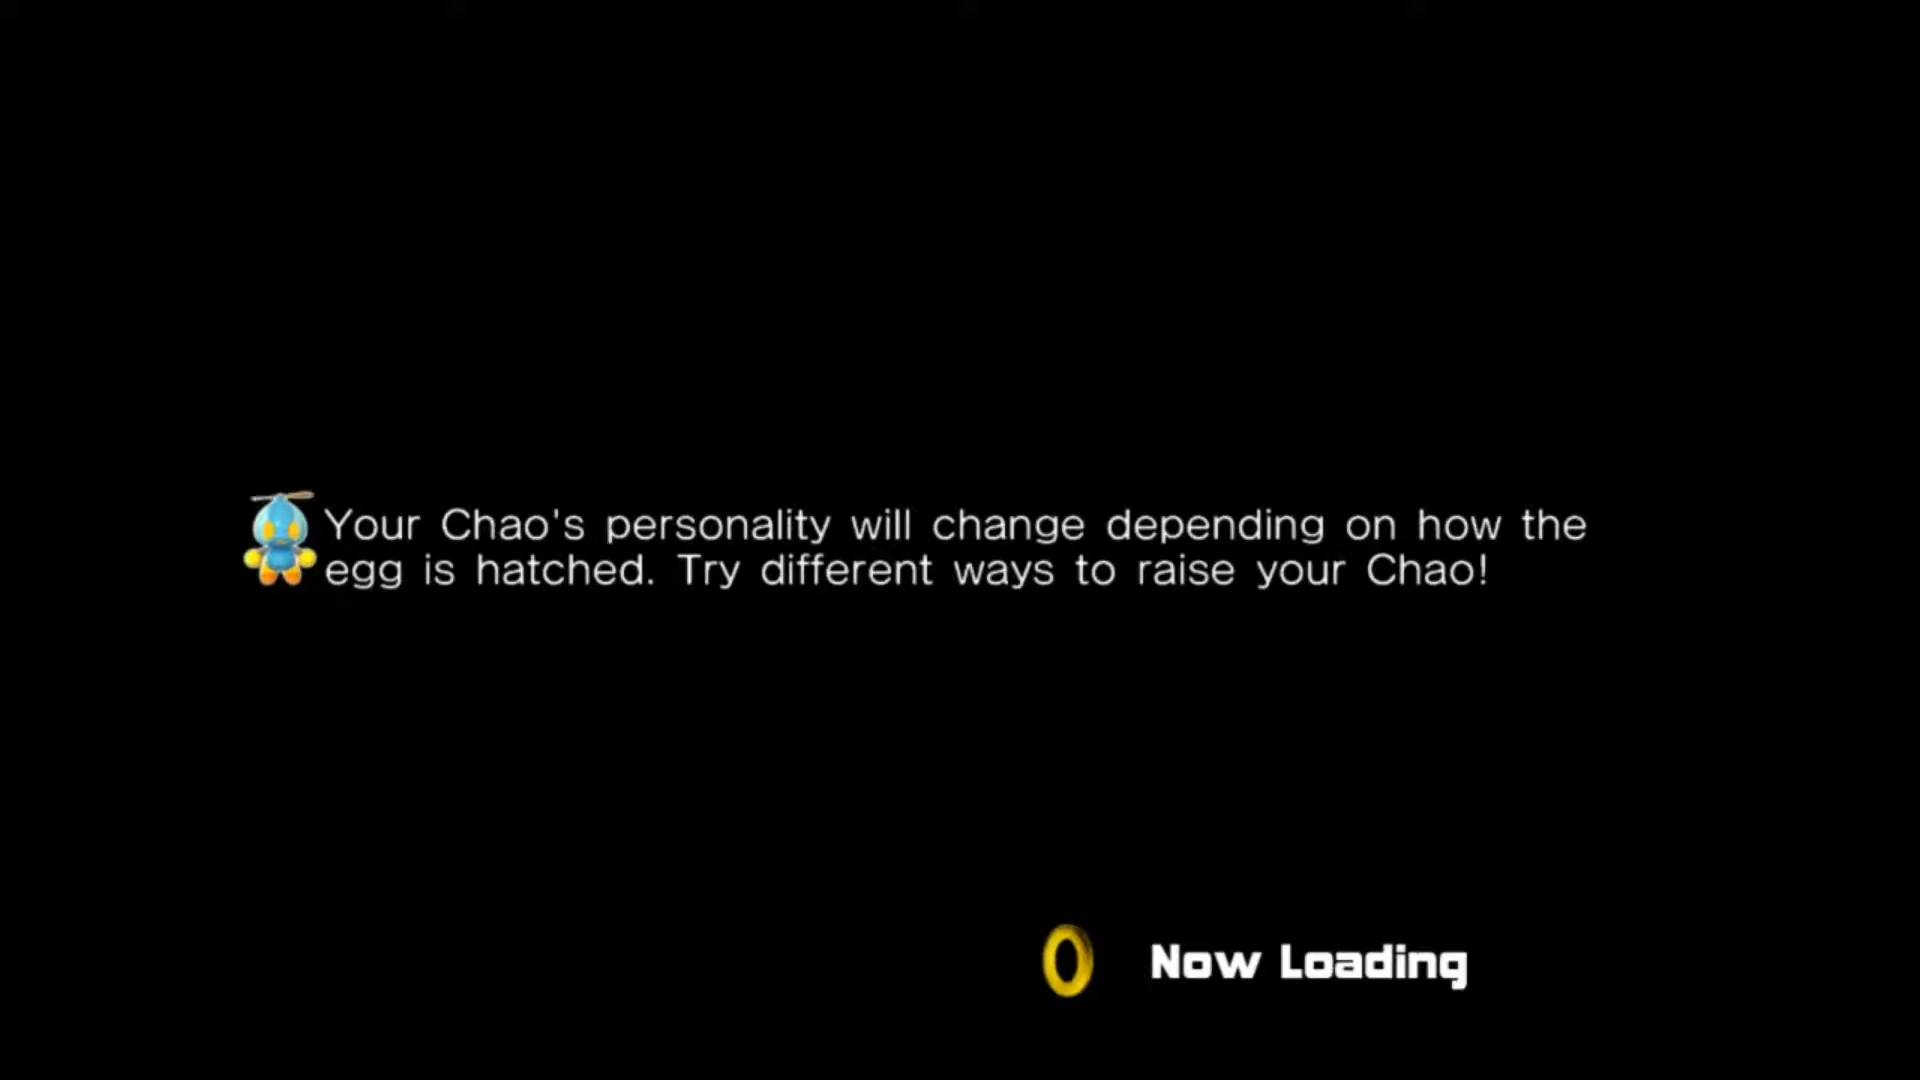 Your Chao's personality will change depending on how the
egg is hatched. Try different ways to raise your Chao!
Now Loading